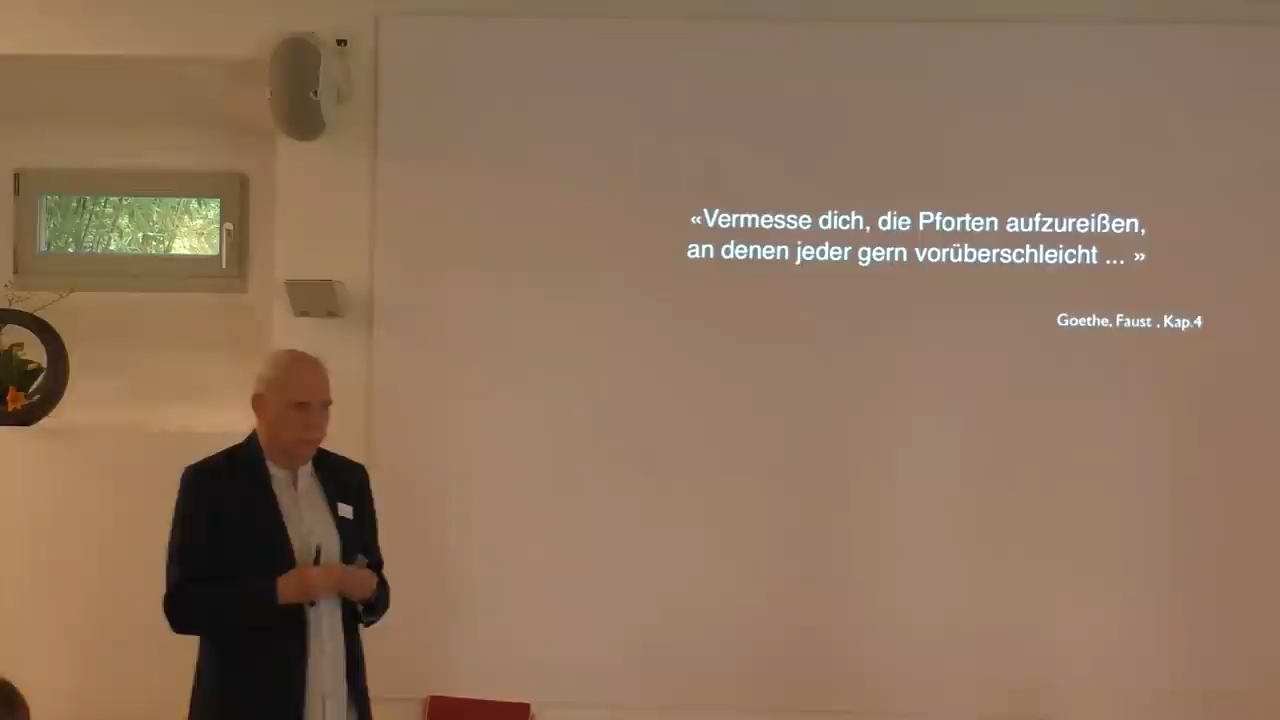 «Vermesse dich, die Pforten aufzureißen,
an denen jeder gern vorüberschleicht ... »
Goethe, Faust , Kap.4